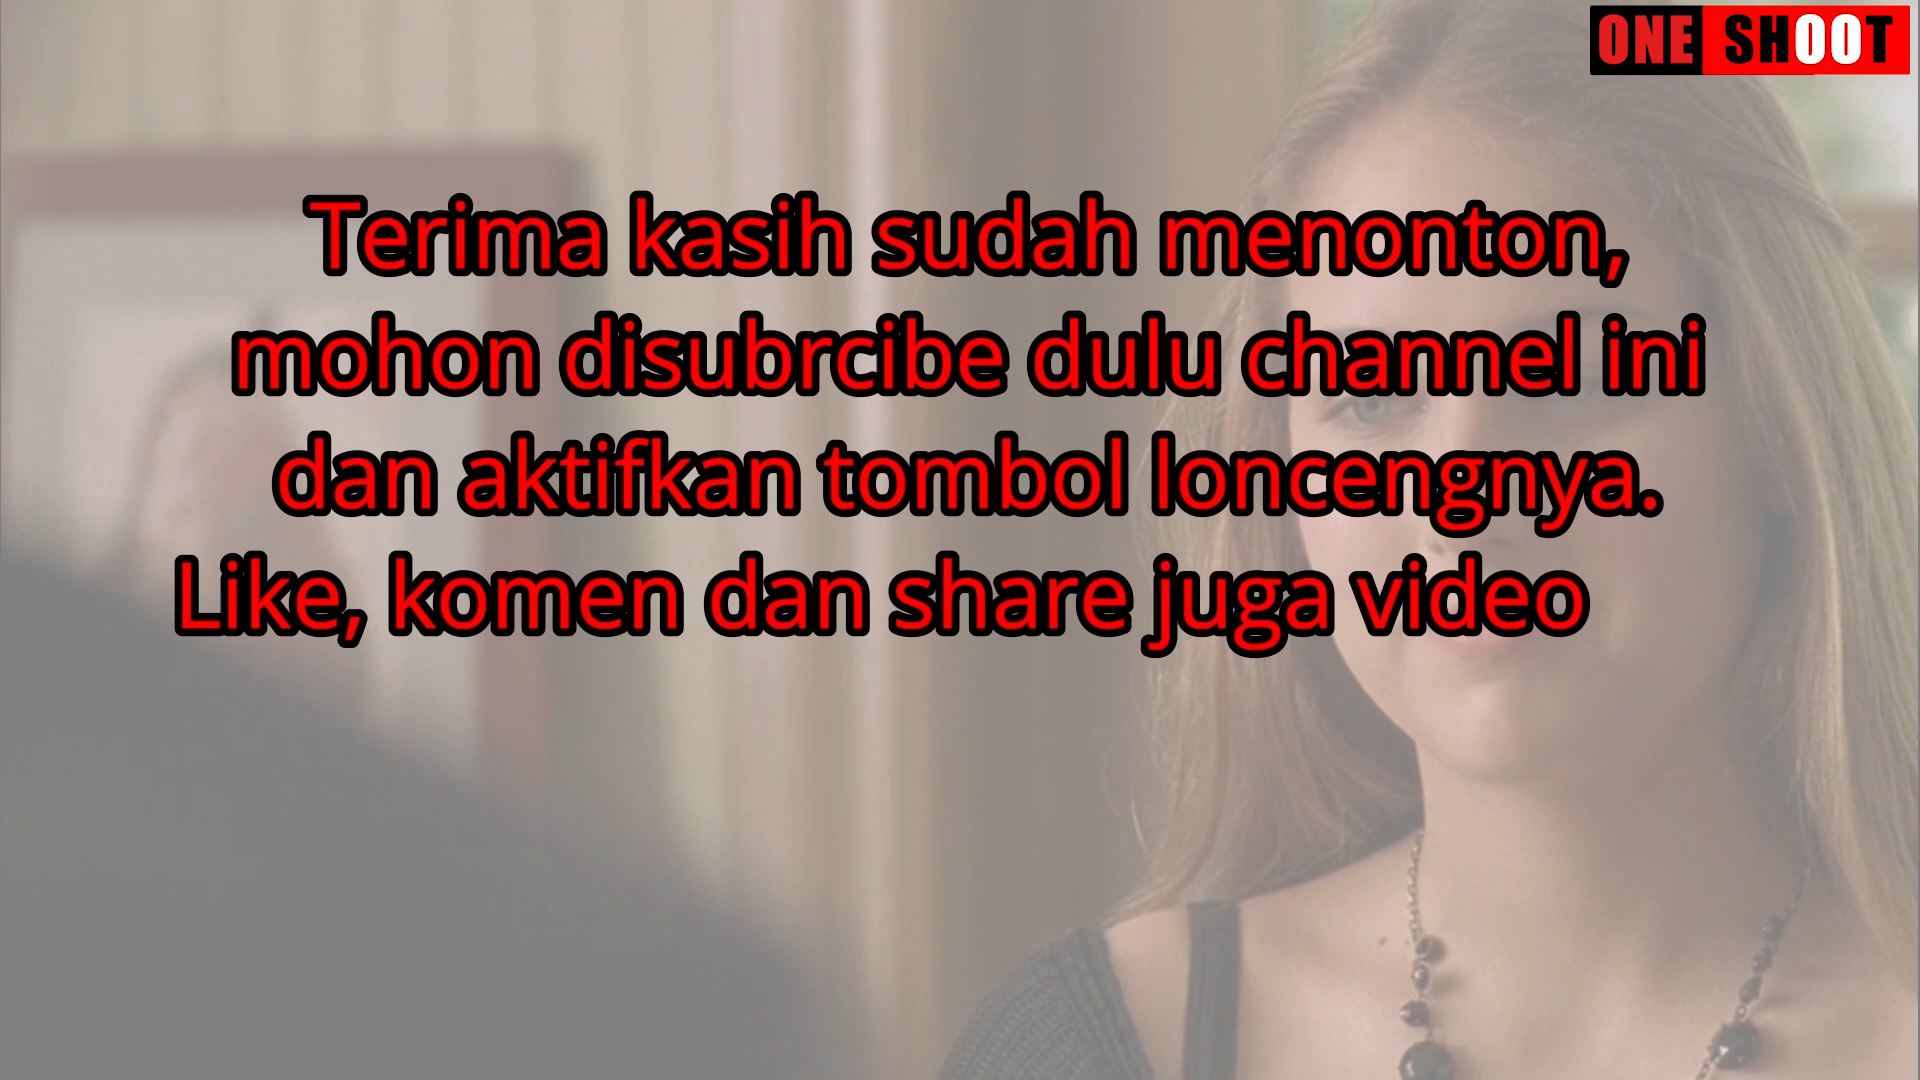 ONE SHOOT
Terima kasih sudah menonton,
mohon disubrcibe dulu channel ini
dan aktifkan tombol loncengnya.
Like, komen dan share juga video